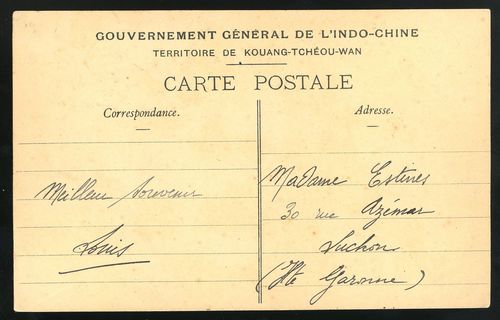 GOUVERNEMENT GÉNÉRAL DE L'INDO-CHINE
TERRITOIRE DE KOUANG-TCHÉOU-WAN
CARTE POSTALE
Correspondance.
Meilleur Souvenir
Louis
Adresse.
Madame Estines
30 rue Azémar
Luchon
(Hte Garonne)